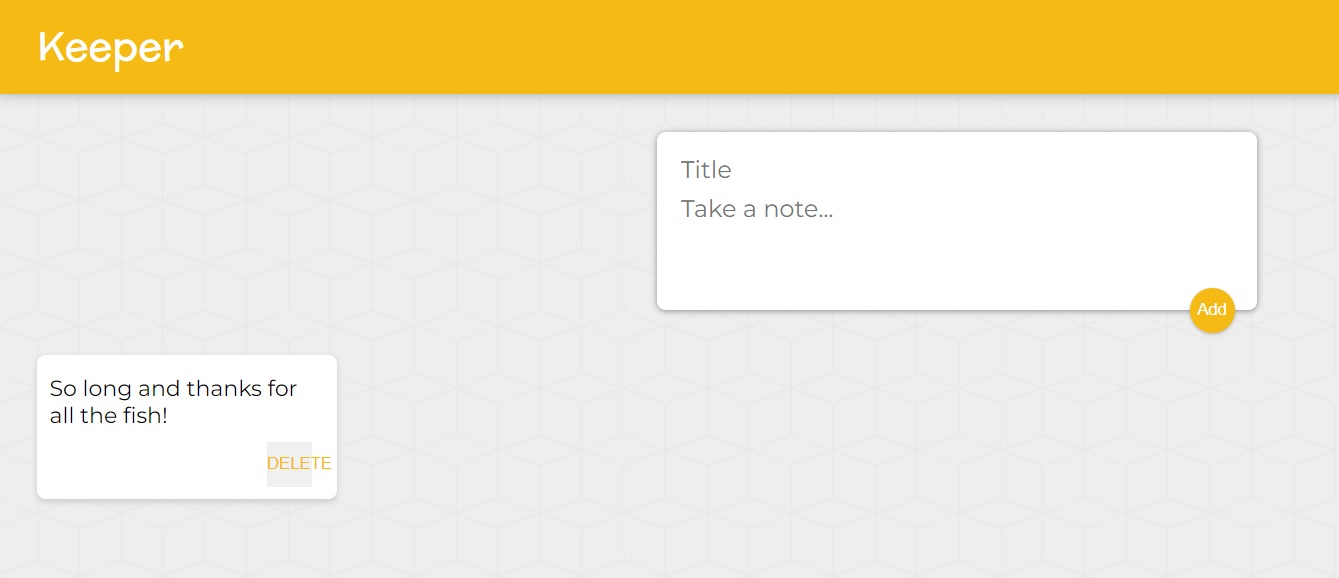 Keeper
Title
Take a note...
Add
So long and thanks for
all the fish!
DELETE